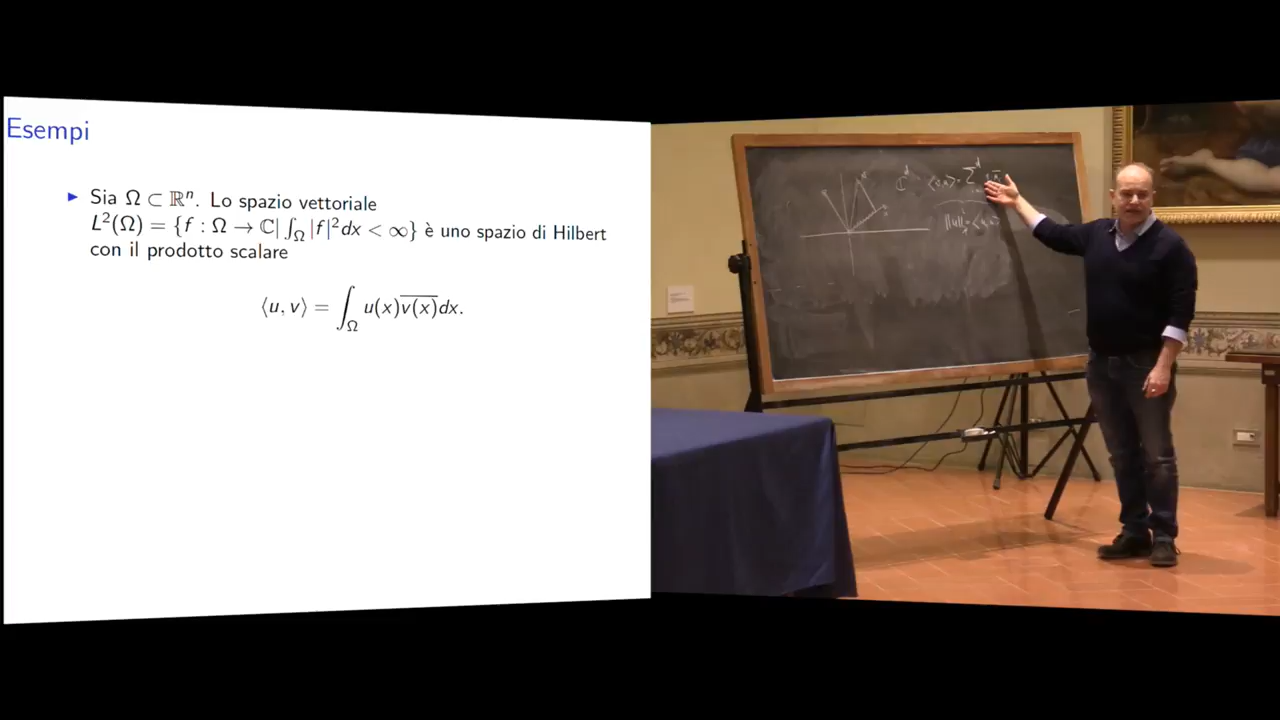 Esempi
▶ Sia Ω ⊂ ℝⁿ. Lo spazio vettoriale
L²(Ω) = {f : Ω → ℂ| ∫_Ω |f|²dx < ∞} è uno spazio di Hilbert
con il prodotto scalare
⟨u, v⟩ = ∫_Ω u(x)v̅(̅x̅)̅dx.
ℂᵈ